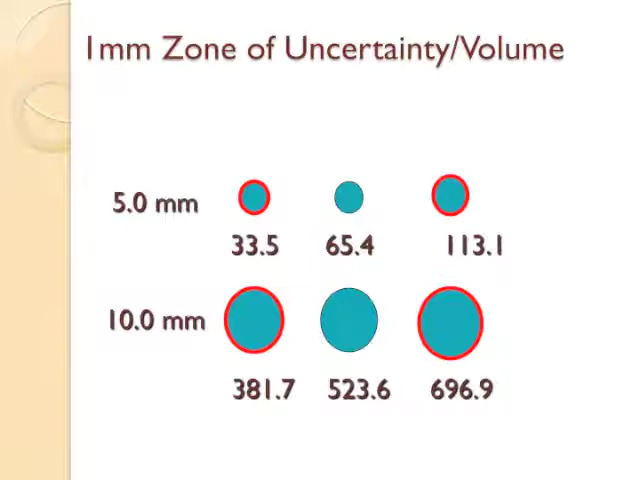 1mm Zone of Uncertainty/Volume
5.0 mm
33.5 65.4 113.1
10.0 mm
381.7 523.6 696.9